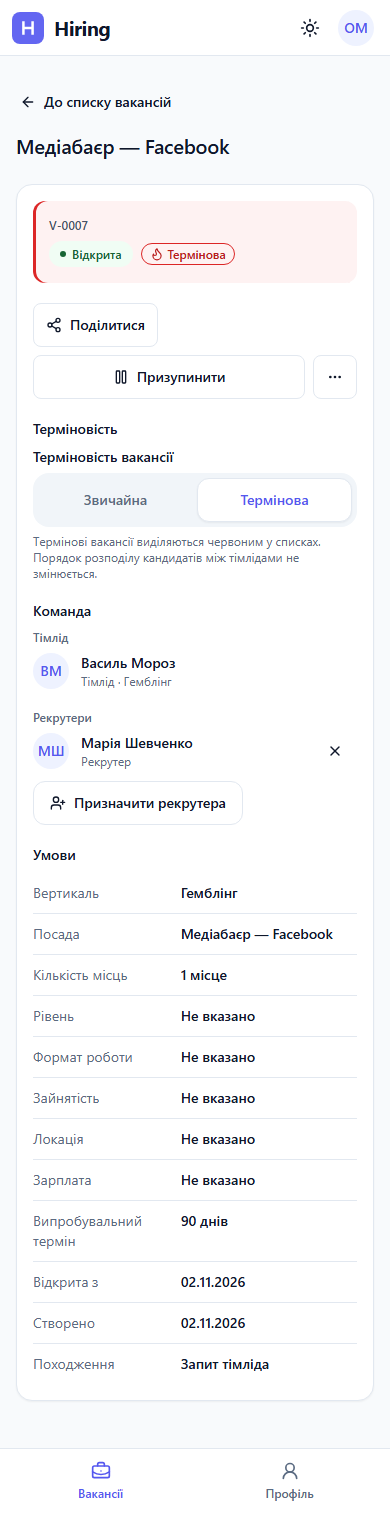 H Hiring
ОМ
До списку вакансій
Медіабаєр — Facebook
V-0007
Відкрита
Термінова
Поділитися
Призупинити
Терміновість
Терміновість вакансії
Звичайна
Термінова
Термінові вакансії виділяються червоним у списках.
Порядок розподілу кандидатів між тімлідами не
змінюється.
Команда
Тімлід
ВМ
Василь Мороз
Тімлід · Гемблінг
Рекрутери
МШ
Марія Шевченко
Рекрутер
Призначити рекрутера
Умови
Вертикаль Гемблінг
Посада Медіабаєр — Facebook
Кількість місць 1 місце
Рівень Не вказано
Формат роботи Не вказано
Зайнятість Не вказано
Локація Не вказано
Зарплата Не вказано
Випробувальний 90 днів
термін
Відкрита з 02.11.2026
Створено 02.11.2026
Походження Запит тімліда
Вакансії
Профіль